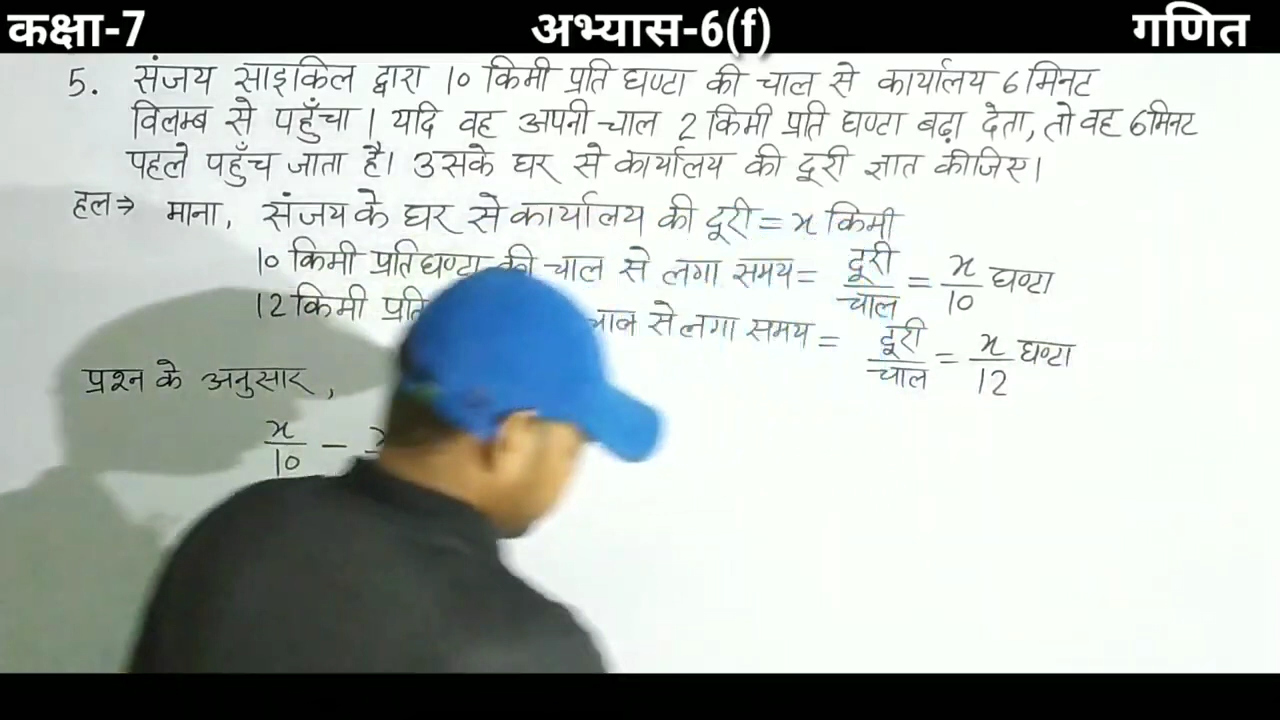 कक्षा-7 अभ्यास-6(f) गणित
5. संजय साइकिल द्वारा 10 किमी प्रति घण्टा की चाल से कार्यालय 6 मिनट
विलम्ब से पहुँचा। यदि वह अपनी चाल 2 किमी प्रति घण्टा बढ़ा देता, तो वह 6 मिनट
पहले पहुँच जाता है। उसके घर से कार्यालय की दूरी ज्ञात कीजिए।
हल⇒ माना, संजय के घर से कार्यालय की दूरी = x किमी
10 किमी प्रति घण्टा की चाल से लगा समय = दूरी/चाल = x/10 घण्टा
12 किमी प्रति चाल से लगा समय = दूरी/चाल = x/12 घण्टा
प्रश्न के अनुसार,
x/10 -